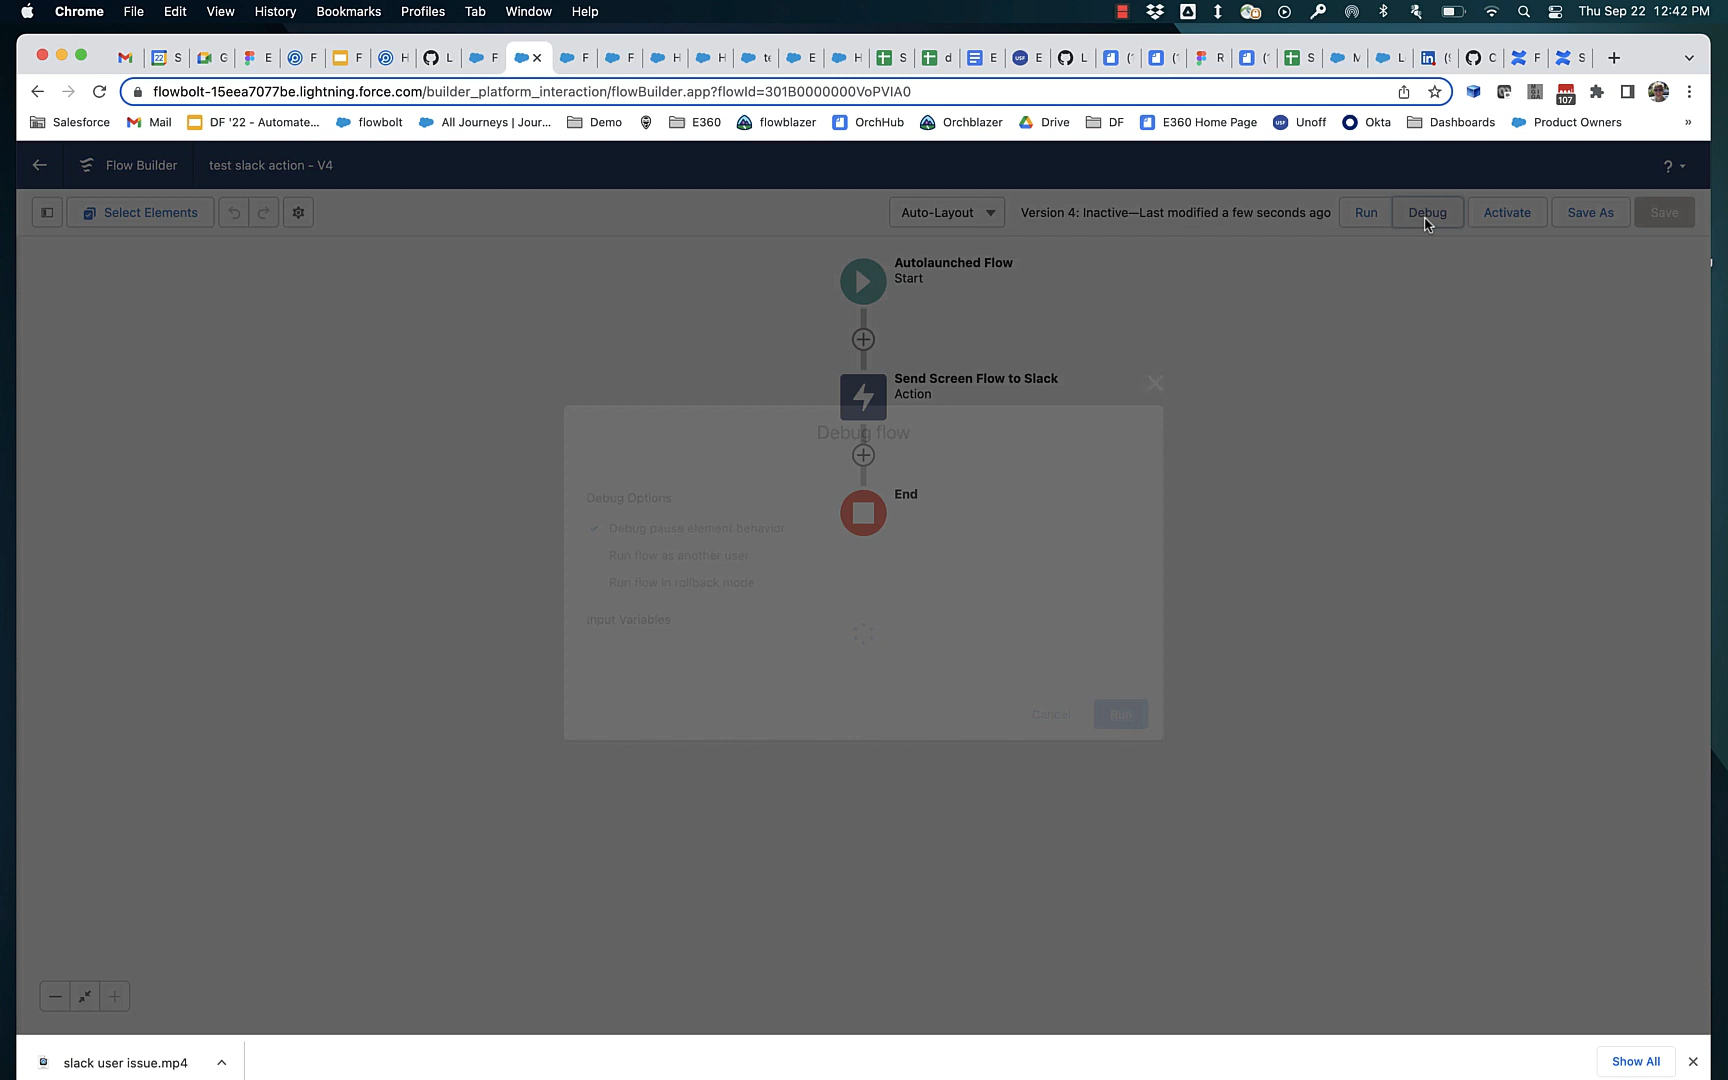 Chrome File Edit View History Bookmarks Profiles Tab Window Help Thu Sep 22 12:42 PM
22 S G E F F H L F F F H H te E H S d E USF E L R S M L C F S
flowbolt-15eea7077be.lightning.force.com/builder_platform_interaction/flowBuilder.app?flowId=301B0000000VoPVIA0 107
Salesforce Mail DF '22 - Automate... flowbolt All Journeys | Jour... Demo E360 flowblazer OrchHub Orchblazer Drive DF E360 Home Page USF Unoff Okta Dashboards Product Owners »
Flow Builder test slack action - V4 ?
Select Elements Auto-Layout Version 4: Inactive—Last modified a few seconds ago Run Debug Activate Save As Save
Autolaunched Flow
Start
Send Screen Flow to Slack
Action
Debug flow
End
Debug Options
Debug pause element behavior
Run flow as another user
Run flow in rollback mode
Input Variables
Cancel Run
slack user issue.mp4 Show All